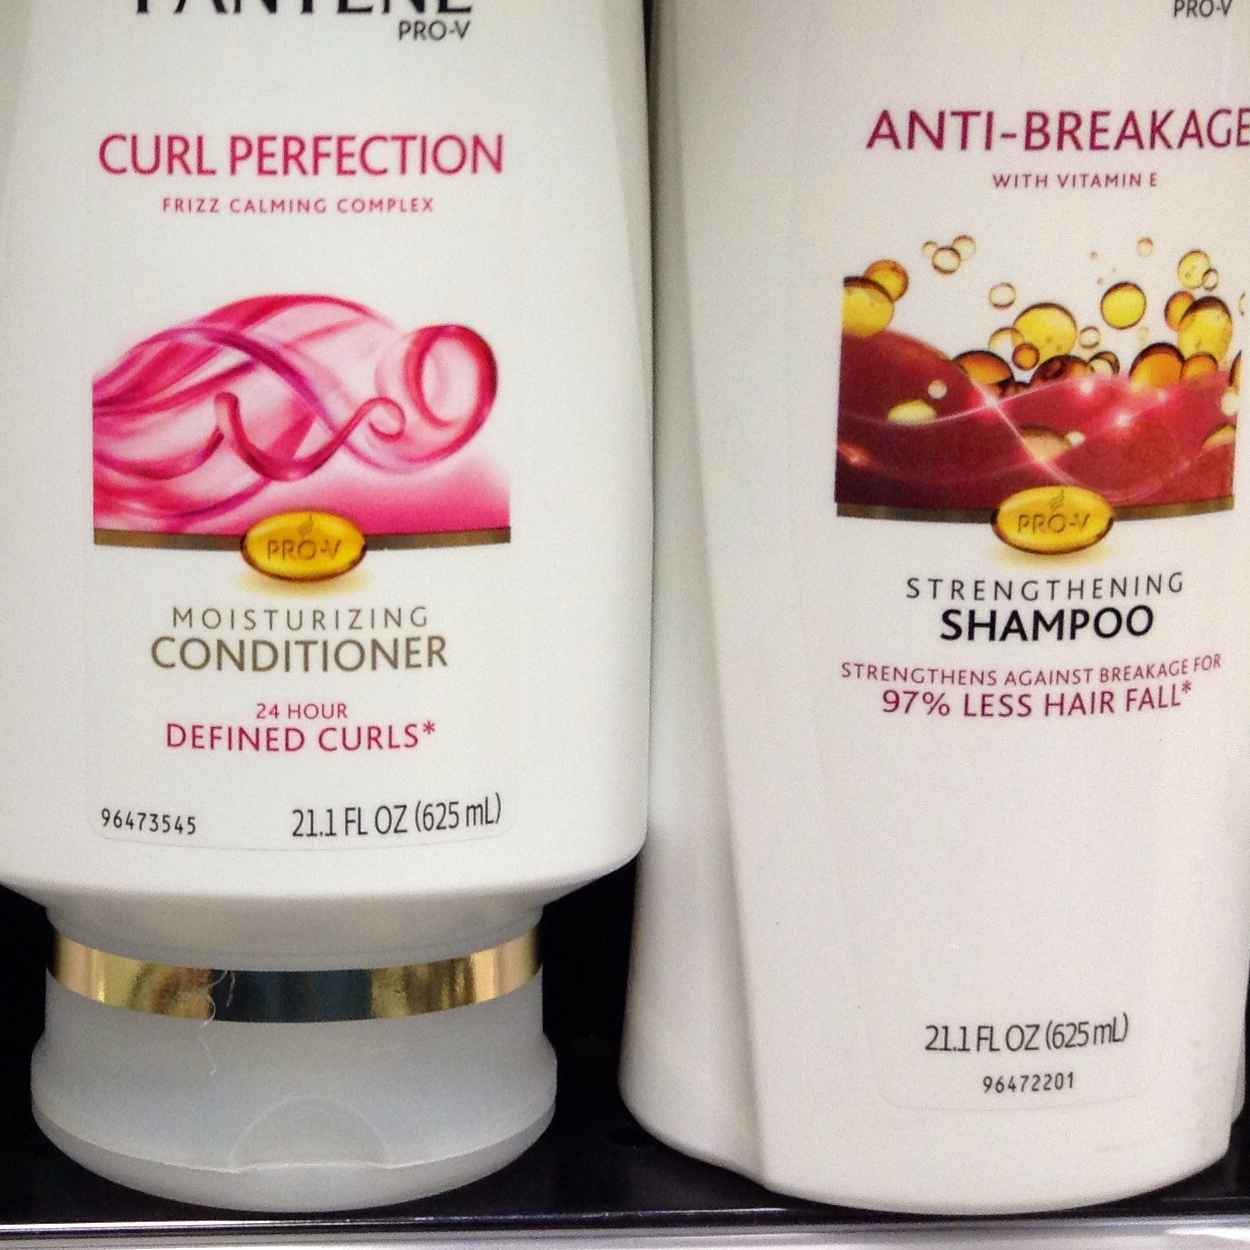 PANTENE
PRO-V
CURL PERFECTION
FRIZZ CALMING COMPLEX
PRO-V
MOISTURIZING
CONDITIONER
24 HOUR
DEFINED CURLS*
96473545 21.1 FL OZ (625 mL)
PRO-V
ANTI-BREAKAGE
WITH VITAMIN E
PRO-V
STRENGTHENING
SHAMPOO
STRENGTHENS AGAINST BREAKAGE FOR
97% LESS HAIR FALL*
21.1 FL OZ (625 mL)
96472201